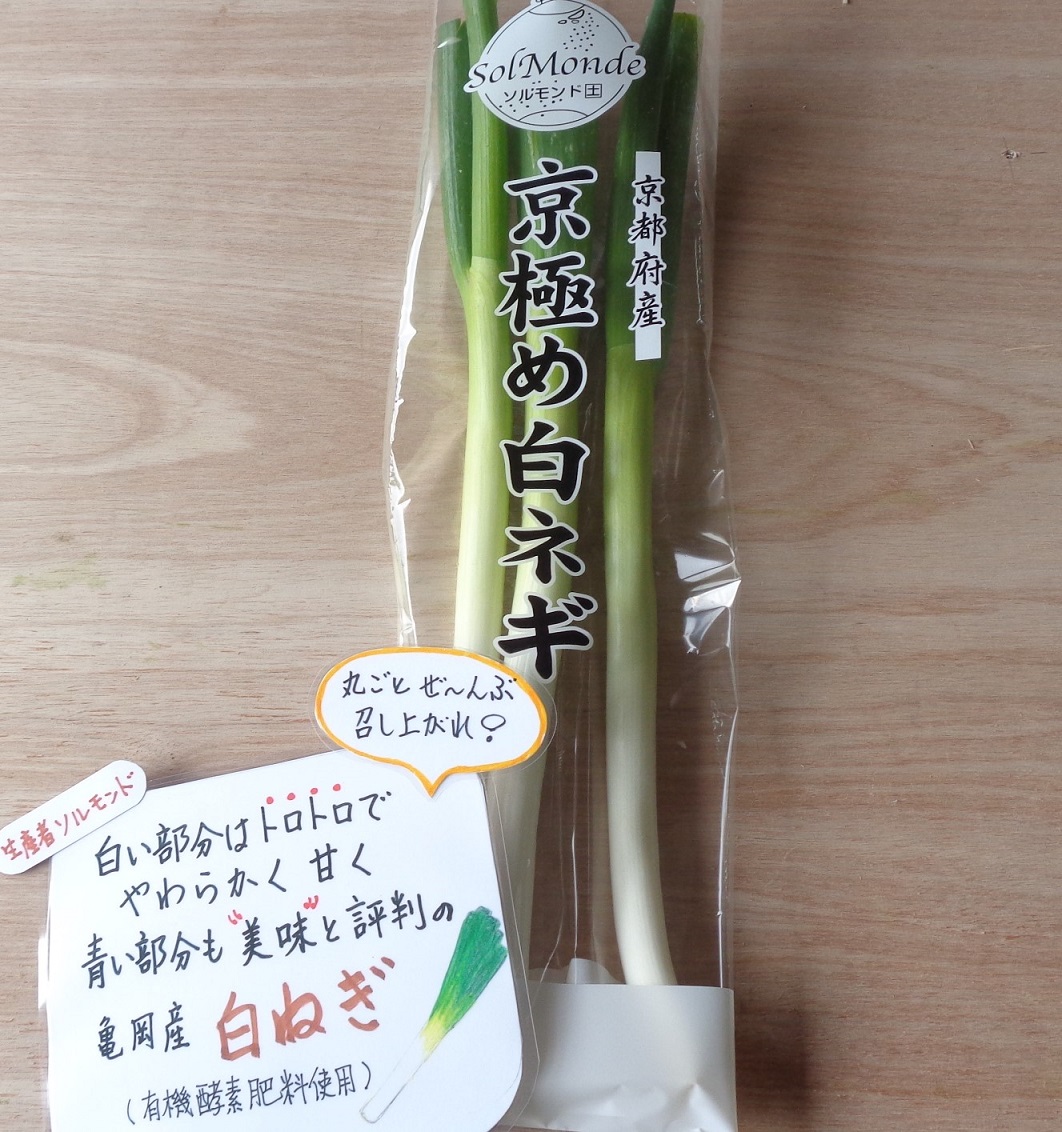 SolMonde
ソルモンド土
京極め白ネギ
京都府産
丸ごとぜ〜んぶ
召し上がれ♡
生産者ソルモンド
白い部分はトロトロで
やわらかく甘く
青い部分も“美味”と評判の
亀岡産 白ねぎ
(有機酵素肥料使用)